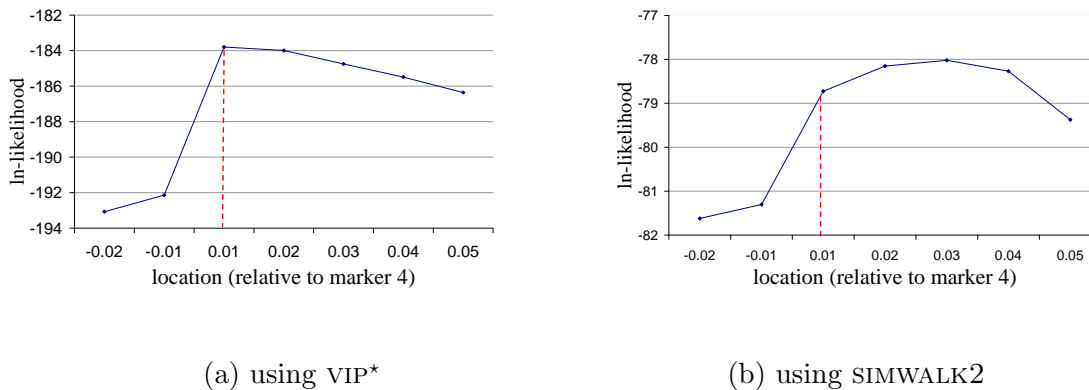 -182
-184
-186
-188
-190
-192
-194
ln-likelihood
-0.02 -0.01 0.01 0.02 0.03 0.04 0.05
location (relative to marker 4)
(a) using VIP*
-77
-78
-79
-80
-81
-82
ln-likelihood
-0.02 -0.01 0.01 0.02 0.03 0.04 0.05
location (relative to marker 4)
(b) using SIMWALK2